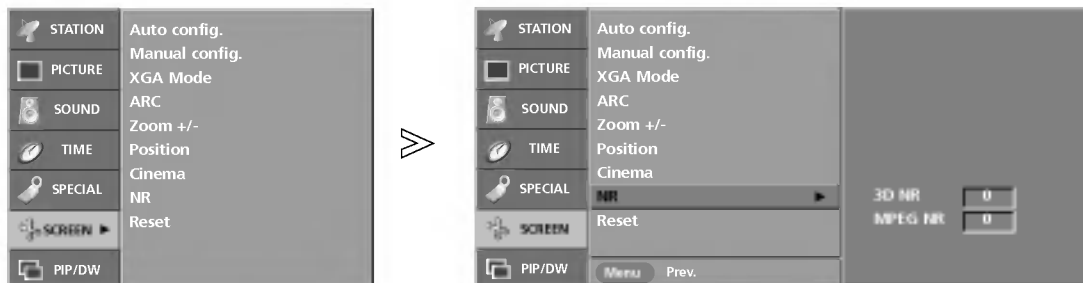 STATION
PICTURE
SOUND
TIME
SPECIAL
SCREEN
PIP/DW
Auto config.
Manual config.
XGA Mode
ARC
Zoom +/-
Position
Cinema
NR
Reset
STATION
PICTURE
SOUND
TIME
SPECIAL
SCREEN
PIP/DW
Auto config.
Manual config.
XGA Mode
ARC
Zoom +/-
Position
Cinema
NR
Reset
Menu Prev.
3D NR 0
MPEG NR 0